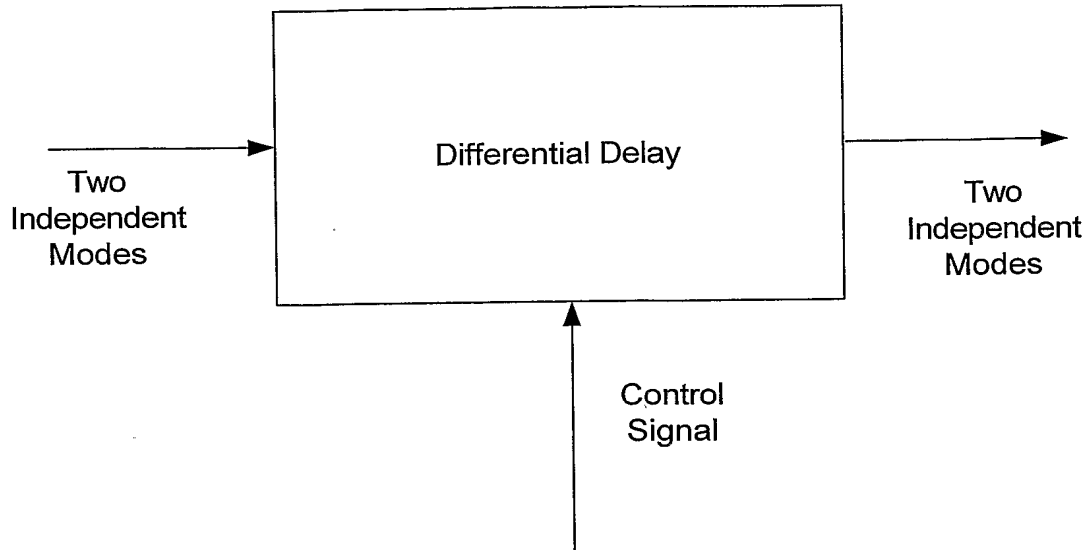 Differential Delay
Two
Independent
Modes
Two
Independent
Modes
Control
Signal